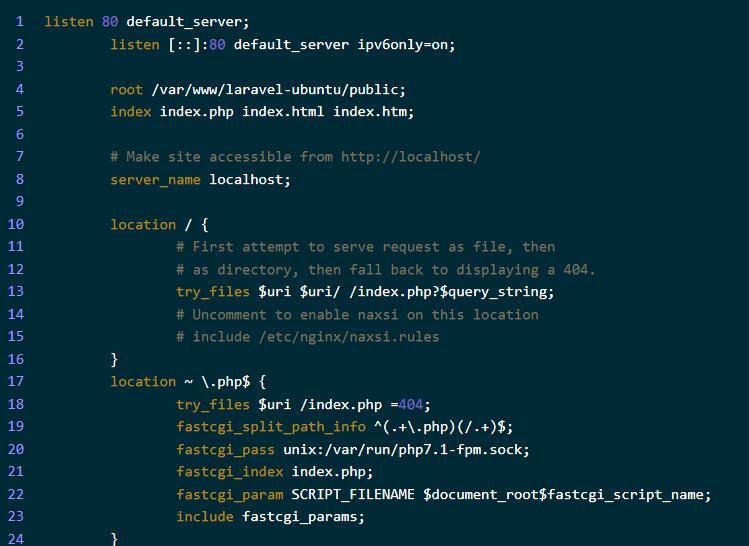 1 listen 80 default_server;
2 listen [::]:80 default_server ipv6only=on;
3
4 root /var/www/laravel-ubuntu/public;
5 index index.php index.html index.htm;
6
7 # Make site accessible from http://localhost/
8 server_name localhost;
9
10 location / {
11 # First attempt to serve request as file, then
12 # as directory, then fall back to displaying a 404.
13 try_files $uri $uri/ /index.php?$query_string;
14 # Uncomment to enable naxsi on this location
15 # include /etc/nginx/naxsi.rules
16 }
17 location ~ \.php$ {
18 try_files $uri /index.php =404;
19 fastcgi_split_path_info ^(.+\.php)(/.+)$;
20 fastcgi_pass unix:/var/run/php7.1-fpm.sock;
21 fastcgi_index index.php;
22 fastcgi_param SCRIPT_FILENAME $document_root$fastcgi_script_name;
23 include fastcgi_params;
24 }